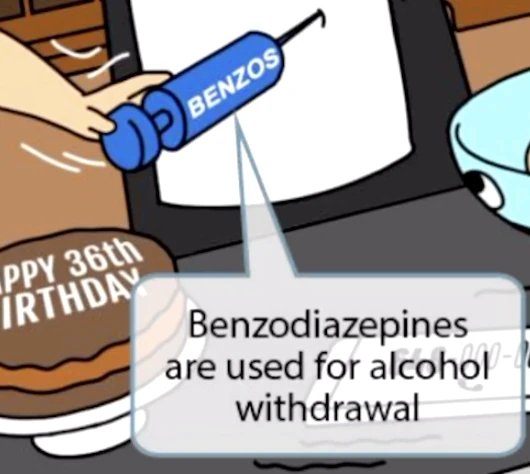 BENZOS
PPY 36th
IRTHDAY
Benzodiazepines
are used for alcohol
withdrawal